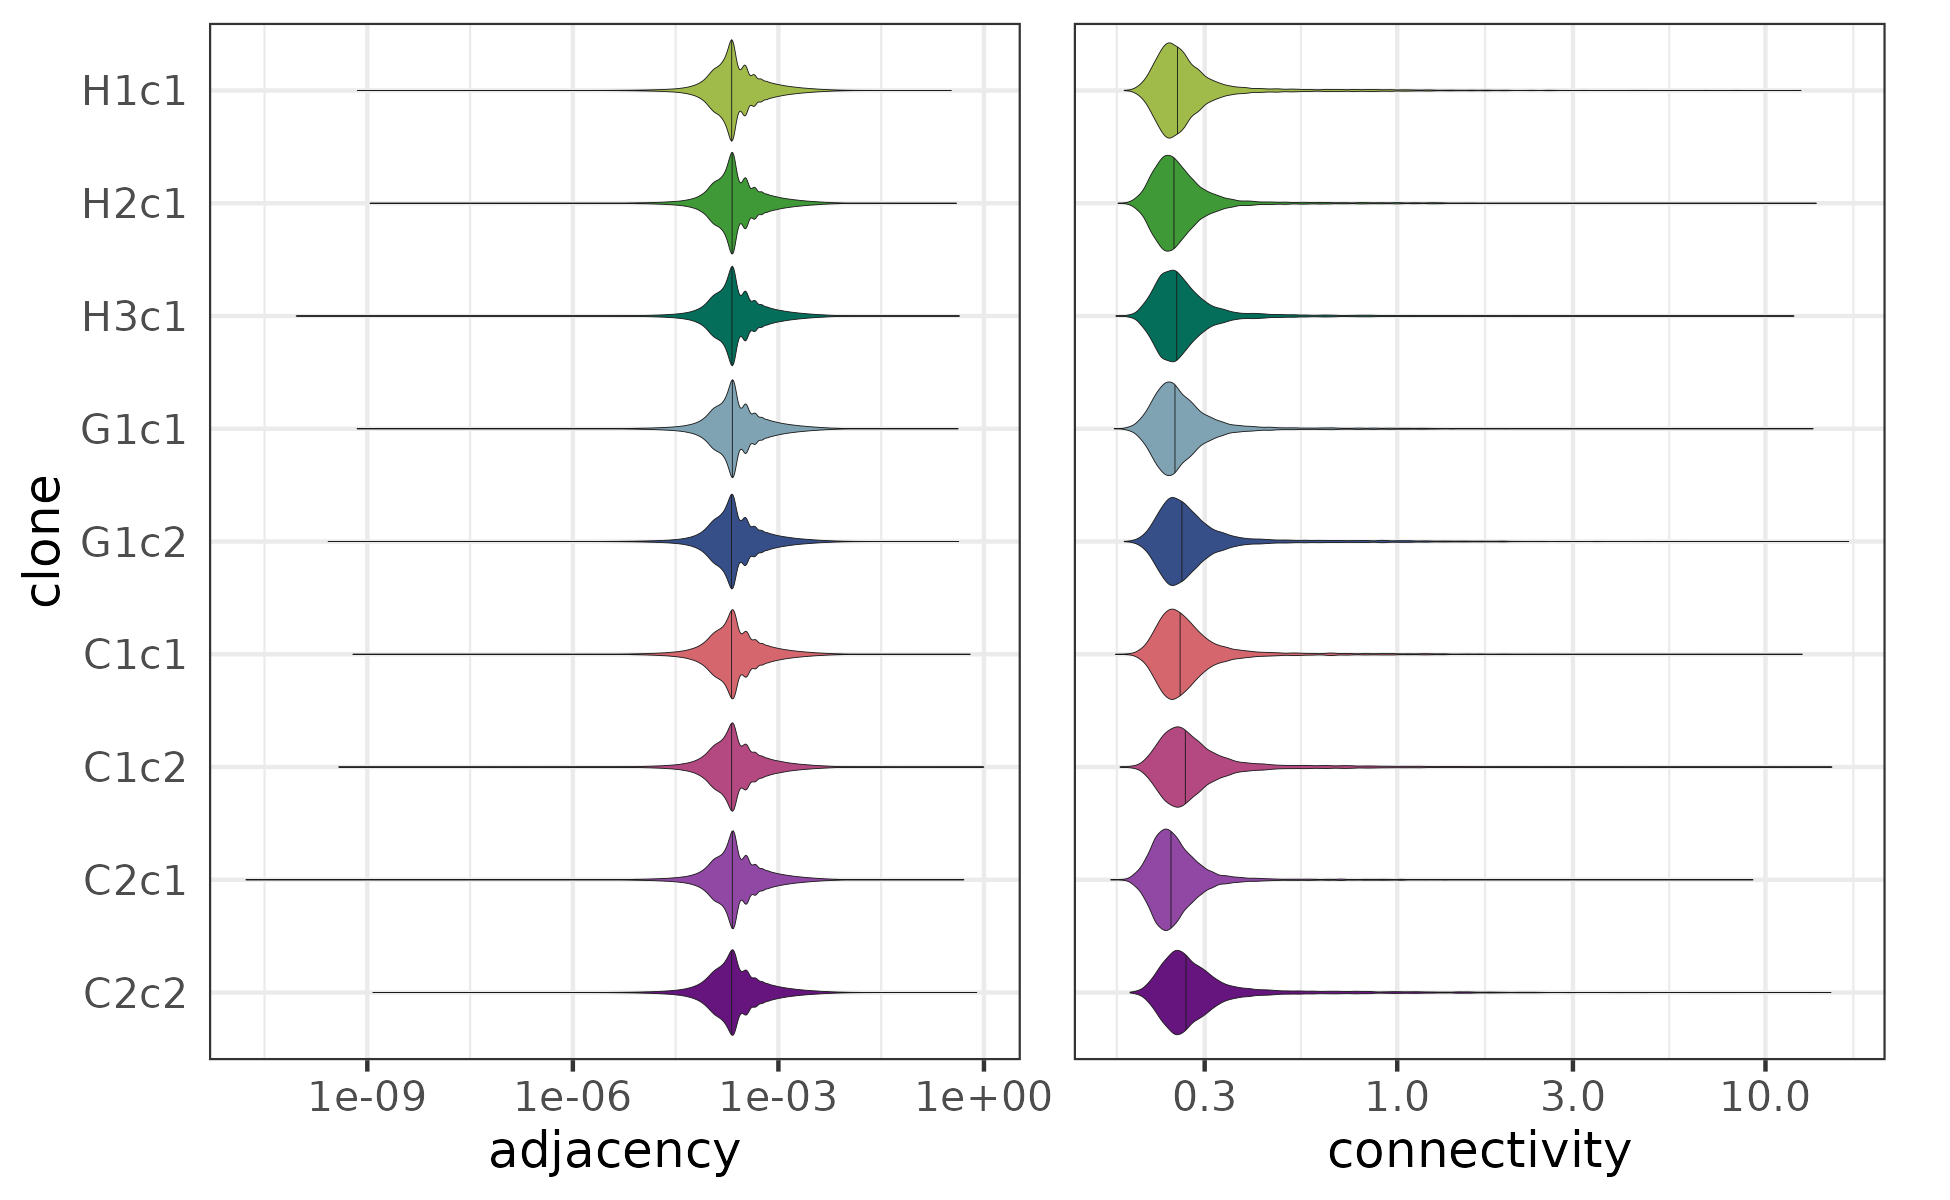 clone
H1c1
H2c1
H3c1
G1c1
G1c2
C1c1
C1c2
C2c1
C2c2
1e-09 1e-06 1e-03 1e+00
adjacency
0.3 1.0 3.0 10.0
connectivity